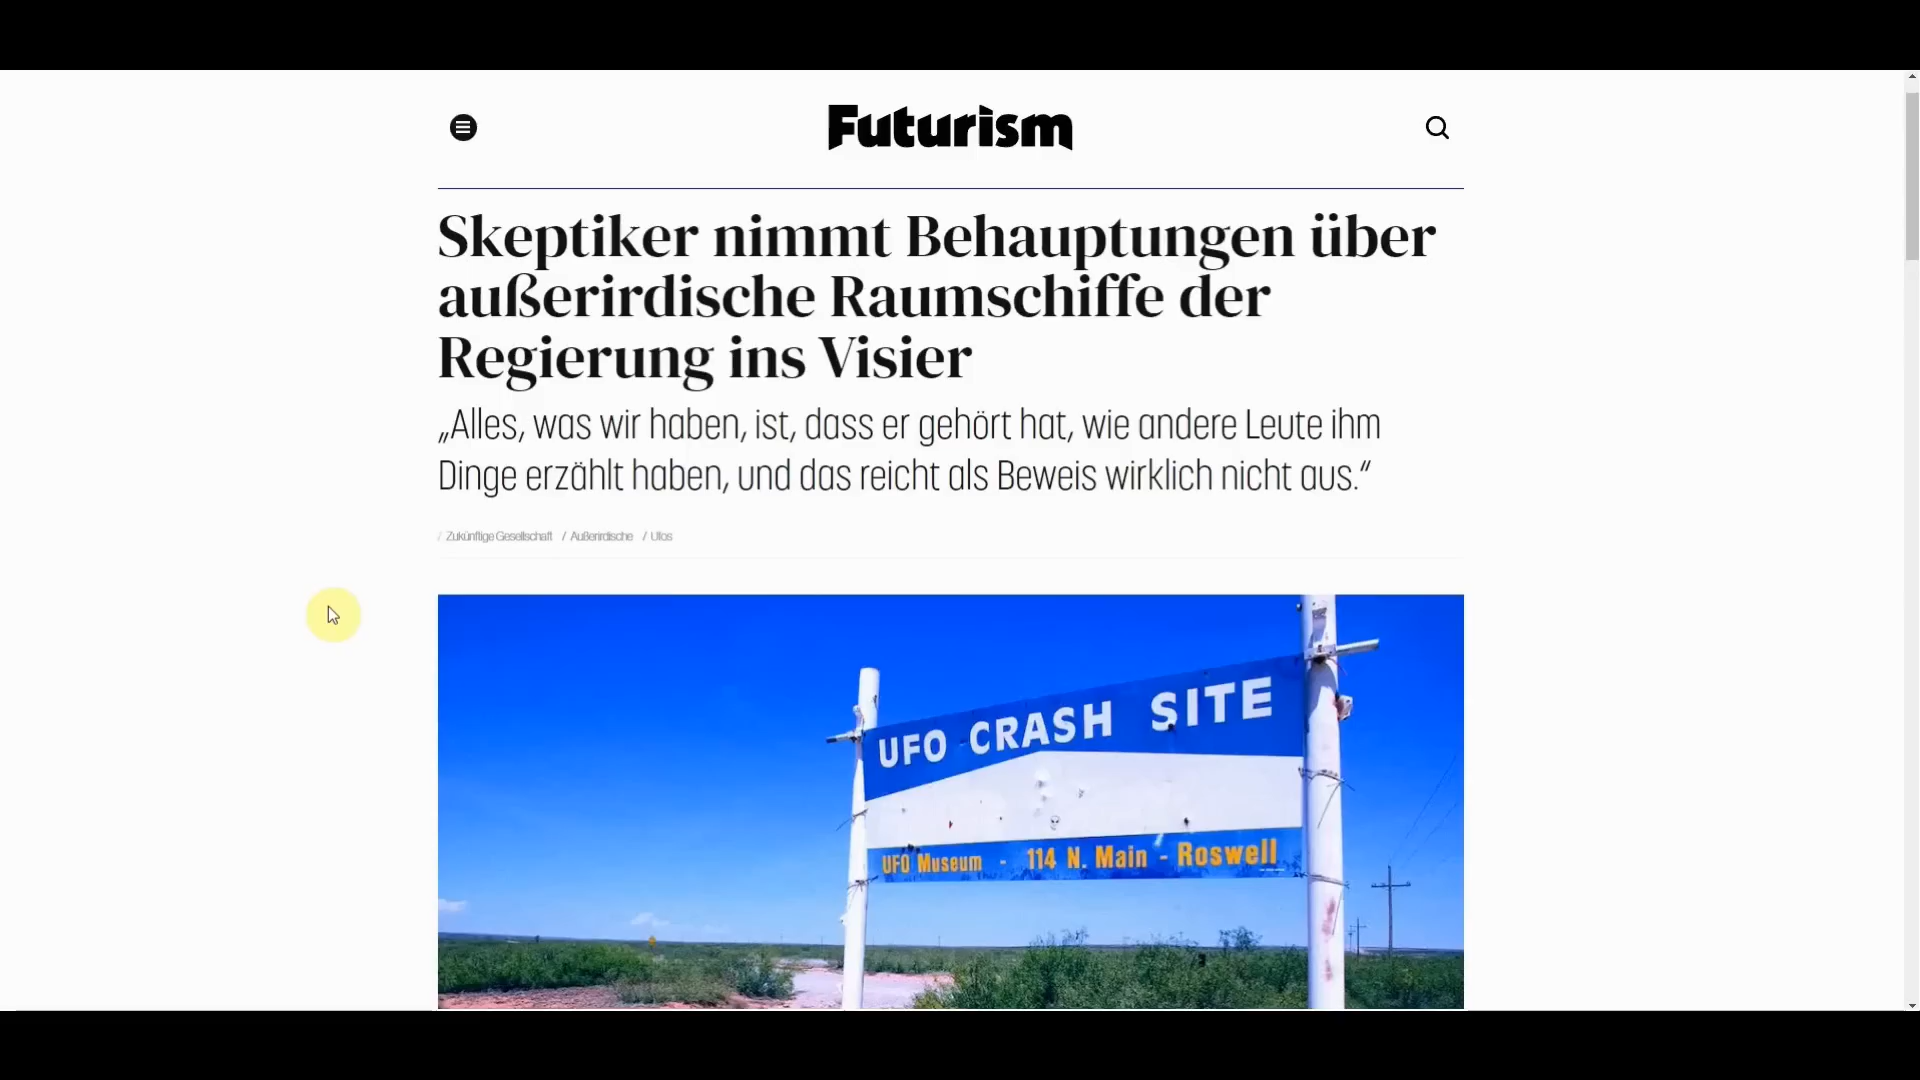 Futurism
Skeptiker nimmt Behauptungen über
außerirdische Raumschiffe der
Regierung ins Visier
„Alles, was wir haben, ist, dass er gehört hat, wie andere Leute ihm
Dinge erzählt haben, und das reicht als Beweis wirklich nicht aus.“
/ Zukünftige Gesellschaft / Außerirdische / Ufos
UFO CRASH SITE
UFO Museum - 114 N. Main - Roswell